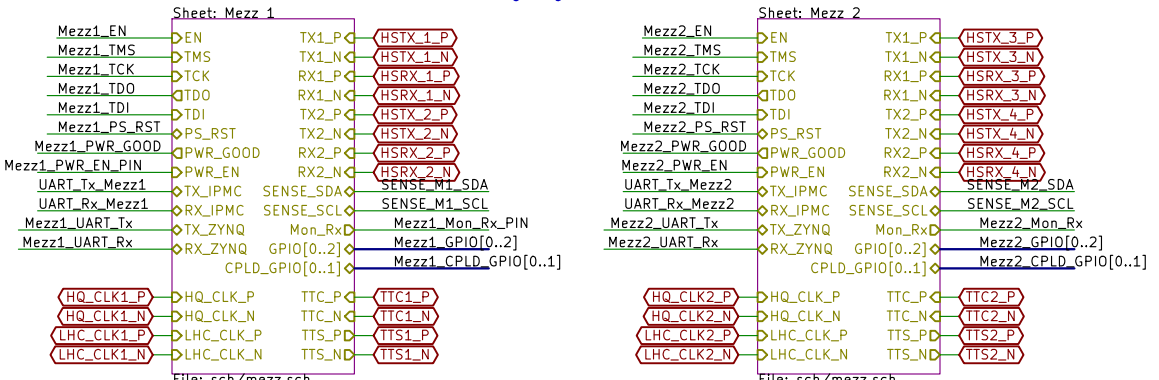 Sheet: Mezz 1
Mezz1_EN EN TX1_P HSTX_1_P
Mezz1_TMS TMS TX1_N HSTX_1_N
Mezz1_TCK TCK RX1_P HSRX_1_P
Mezz1_TDO TDO RX1_N HSRX_1_N
Mezz1_TDI TDI TX2_P HSTX_2_P
Mezz1_PS_RST PS_RST TX2_N HSTX_2_N
Mezz1_PWR_GOOD PWR_GOOD RX2_P HSRX_2_P
Mezz1_PWR_EN_PIN PWR_EN RX2_N HSRX_2_N
UART_Tx_Mezz1 TX_IPMC SENSE_SDA SENSE_M1_SDA
UART_Rx_Mezz1 RX_IPMC SENSE_SCL SENSE_M1_SCL
Mezz1_UART_Tx TX_ZYNQ Mon_Rx Mezz1_Mon_Rx_PIN
Mezz1_UART_Rx RX_ZYNQ GPIO[0..2] Mezz1_GPIO[0..2]
CPLD_GPIO[0..1] Mezz1_CPLD_GPIO[0..1]
HQ_CLK1_P HQ_CLK_P TTC_P TTC1_P
HQ_CLK1_N HQ_CLK_N TTC_N TTC1_N
LHC_CLK1_P LHC_CLK_P TTS_P TTS1_P
LHC_CLK1_N LHC_CLK_N TTS_N TTS1_N
File: sch/mezz.sch
Sheet: Mezz 2
Mezz2_EN EN TX1_P HSTX_3_P
Mezz2_TMS TMS TX1_N HSTX_3_N
Mezz2_TCK TCK RX1_P HSRX_3_P
Mezz2_TDO TDO RX1_N HSRX_3_N
Mezz2_TDI TDI TX2_P HSTX_4_P
Mezz2_PS_RST PS_RST TX2_N HSTX_4_N
Mezz2_PWR_GOOD PWR_GOOD RX2_P HSRX_4_P
Mezz2_PWR_EN PWR_EN RX2_N HSRX_4_N
UART_Tx_Mezz2 TX_IPMC SENSE_SDA SENSE_M2_SDA
UART_Rx_Mezz2 RX_IPMC SENSE_SCL SENSE_M2_SCL
Mezz2_UART_Tx TX_ZYNQ Mon_Rx Mezz2_Mon_Rx
Mezz2_UART_Rx RX_ZYNQ GPIO[0..2] Mezz2_GPIO[0..2]
CPLD_GPIO[0..1] Mezz2_CPLD_GPIO[0..1]
HQ_CLK2_P HQ_CLK_P TTC_P TTC2_P
HQ_CLK2_N HQ_CLK_N TTC_N TTC2_N
LHC_CLK2_P LHC_CLK_P TTS_P TTS2_P
LHC_CLK2_N LHC_CLK_N TTS_N TTS2_N
File: sch/mezz.sch